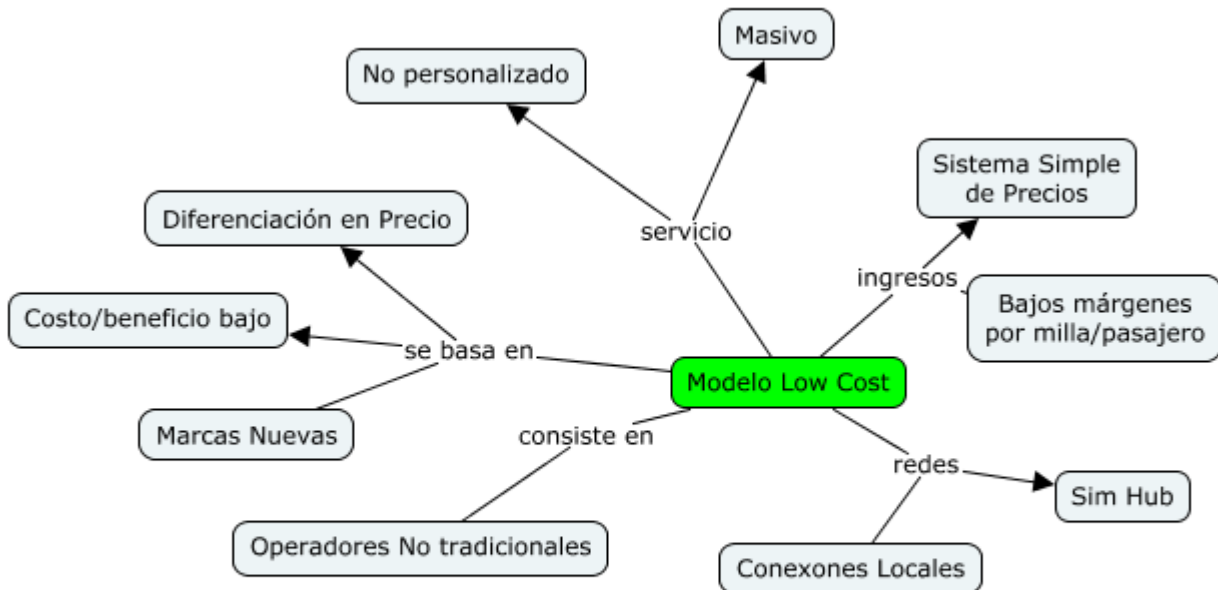 Masivo
No personalizado
Sistema Simple
de Precios
Diferenciación en Precio
servicio
ingresos
Bajos márgenes
por milla/pasajero
Costo/beneficio bajo
se basa en
Modelo Low Cost
Marcas Nuevas
consiste en
redes
Sim Hub
Operadores No tradicionales
Conexones Locales